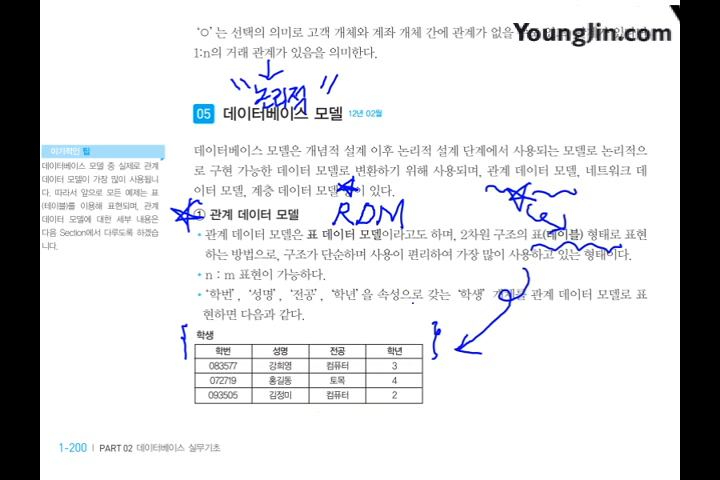 '○'는 선택의 의미로 고객 개체와 계좌 개체 간에 관계가 없을
YoungJin.com
1:n의 거래 관계가 있음을 의미한다.
" 논리적 "
05 데이터베이스 모델 12년 02월
이기적인 팁
데이터베이스 모델 중 실제로 관계
데이터 모델이 가장 많이 사용됩니
다. 따라서 앞으로 모든 예제는 표
(테이블)를 이용해 표현되며, 관계
데이터 모델에 대한 세부 내용은
다음 Section에서 다루도록 하겠습
니다.
데이터베이스 모델은 개념적 설계 이후 논리적 설계 단계에서 사용되는 모델로 논리적으
로 구현 가능한 데이터 모델로 변환하기 위해 사용되며, 관계 데이터 모델, 네트워크 데
이터 모델, 계층 데이터 모델 등이 있다.
① 관계 데이터 모델
RDM
• 관계 데이터 모델은 표 데이터 모델이라고도 하며, 2차원 구조의 표(테이블) 형태로 표현
하는 방법으로, 구조가 단순하며 사용이 편리하여 가장 많이 사용하고 있는 형태이다.
• n : m 표현이 가능하다.
• '학번', '성명', '전공', '학년'을 속성으로 갖는 '학생' 개체를 관계 데이터 모델로 표
현하면 다음과 같다.
학생
학번 성명 전공 학년
083577 강희영 컴퓨터 3
072719 홍길동 토목 4
093505 김정미 컴퓨터 2
1-200 | PART 02 데이터베이스 실무기초